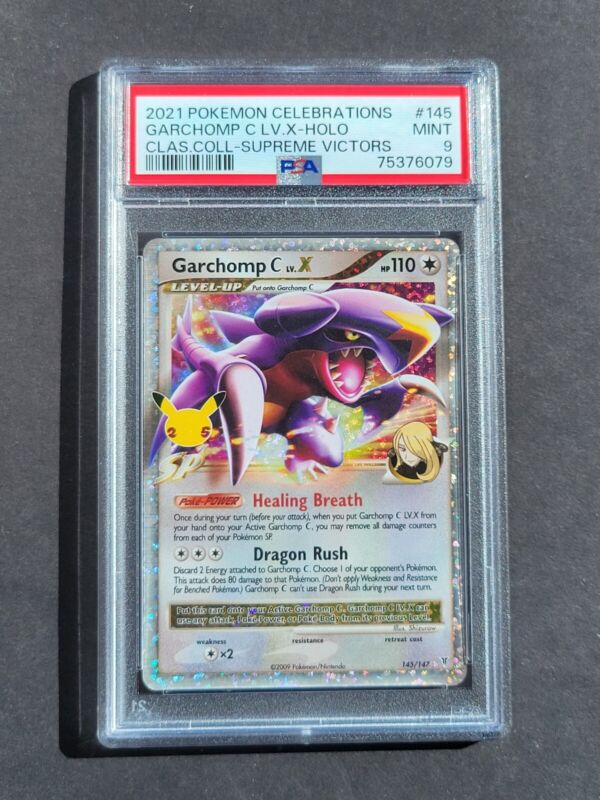 2021 POKEMON CELEBRATIONS #145
GARCHOMP C LV.X-HOLO MINT
CLAS.COLL-SUPREME VICTORS 9
PSA 75376079
Garchomp C LV.X HP 110
LEVEL-UP Put onto Garchomp C
25
SP
Poké-POWER Healing Breath
Once during your turn (before your attack), when you put Garchomp C LV.X from
your hand onto your Active Garchomp C, you may remove all damage counters
from each of your Pokémon SP.
Dragon Rush
Discard 2 Energy attached to Garchomp C. Choose 1 of your opponent's Pokémon.
This attack does 80 damage to that Pokémon. (Don't apply Weakness and Resistance
for Benched Pokémon.) Garchomp C can't use Dragon Rush during your next turn.
Put this card onto your Active Garchomp C. Garchomp C LV.X can
use any attack, Poké-Power, or Poké-Body from its previous Level.
Illus. Shizurow
weakness resistance retreat cost
×2
©2009 Pokémon/Nintendo 145/147